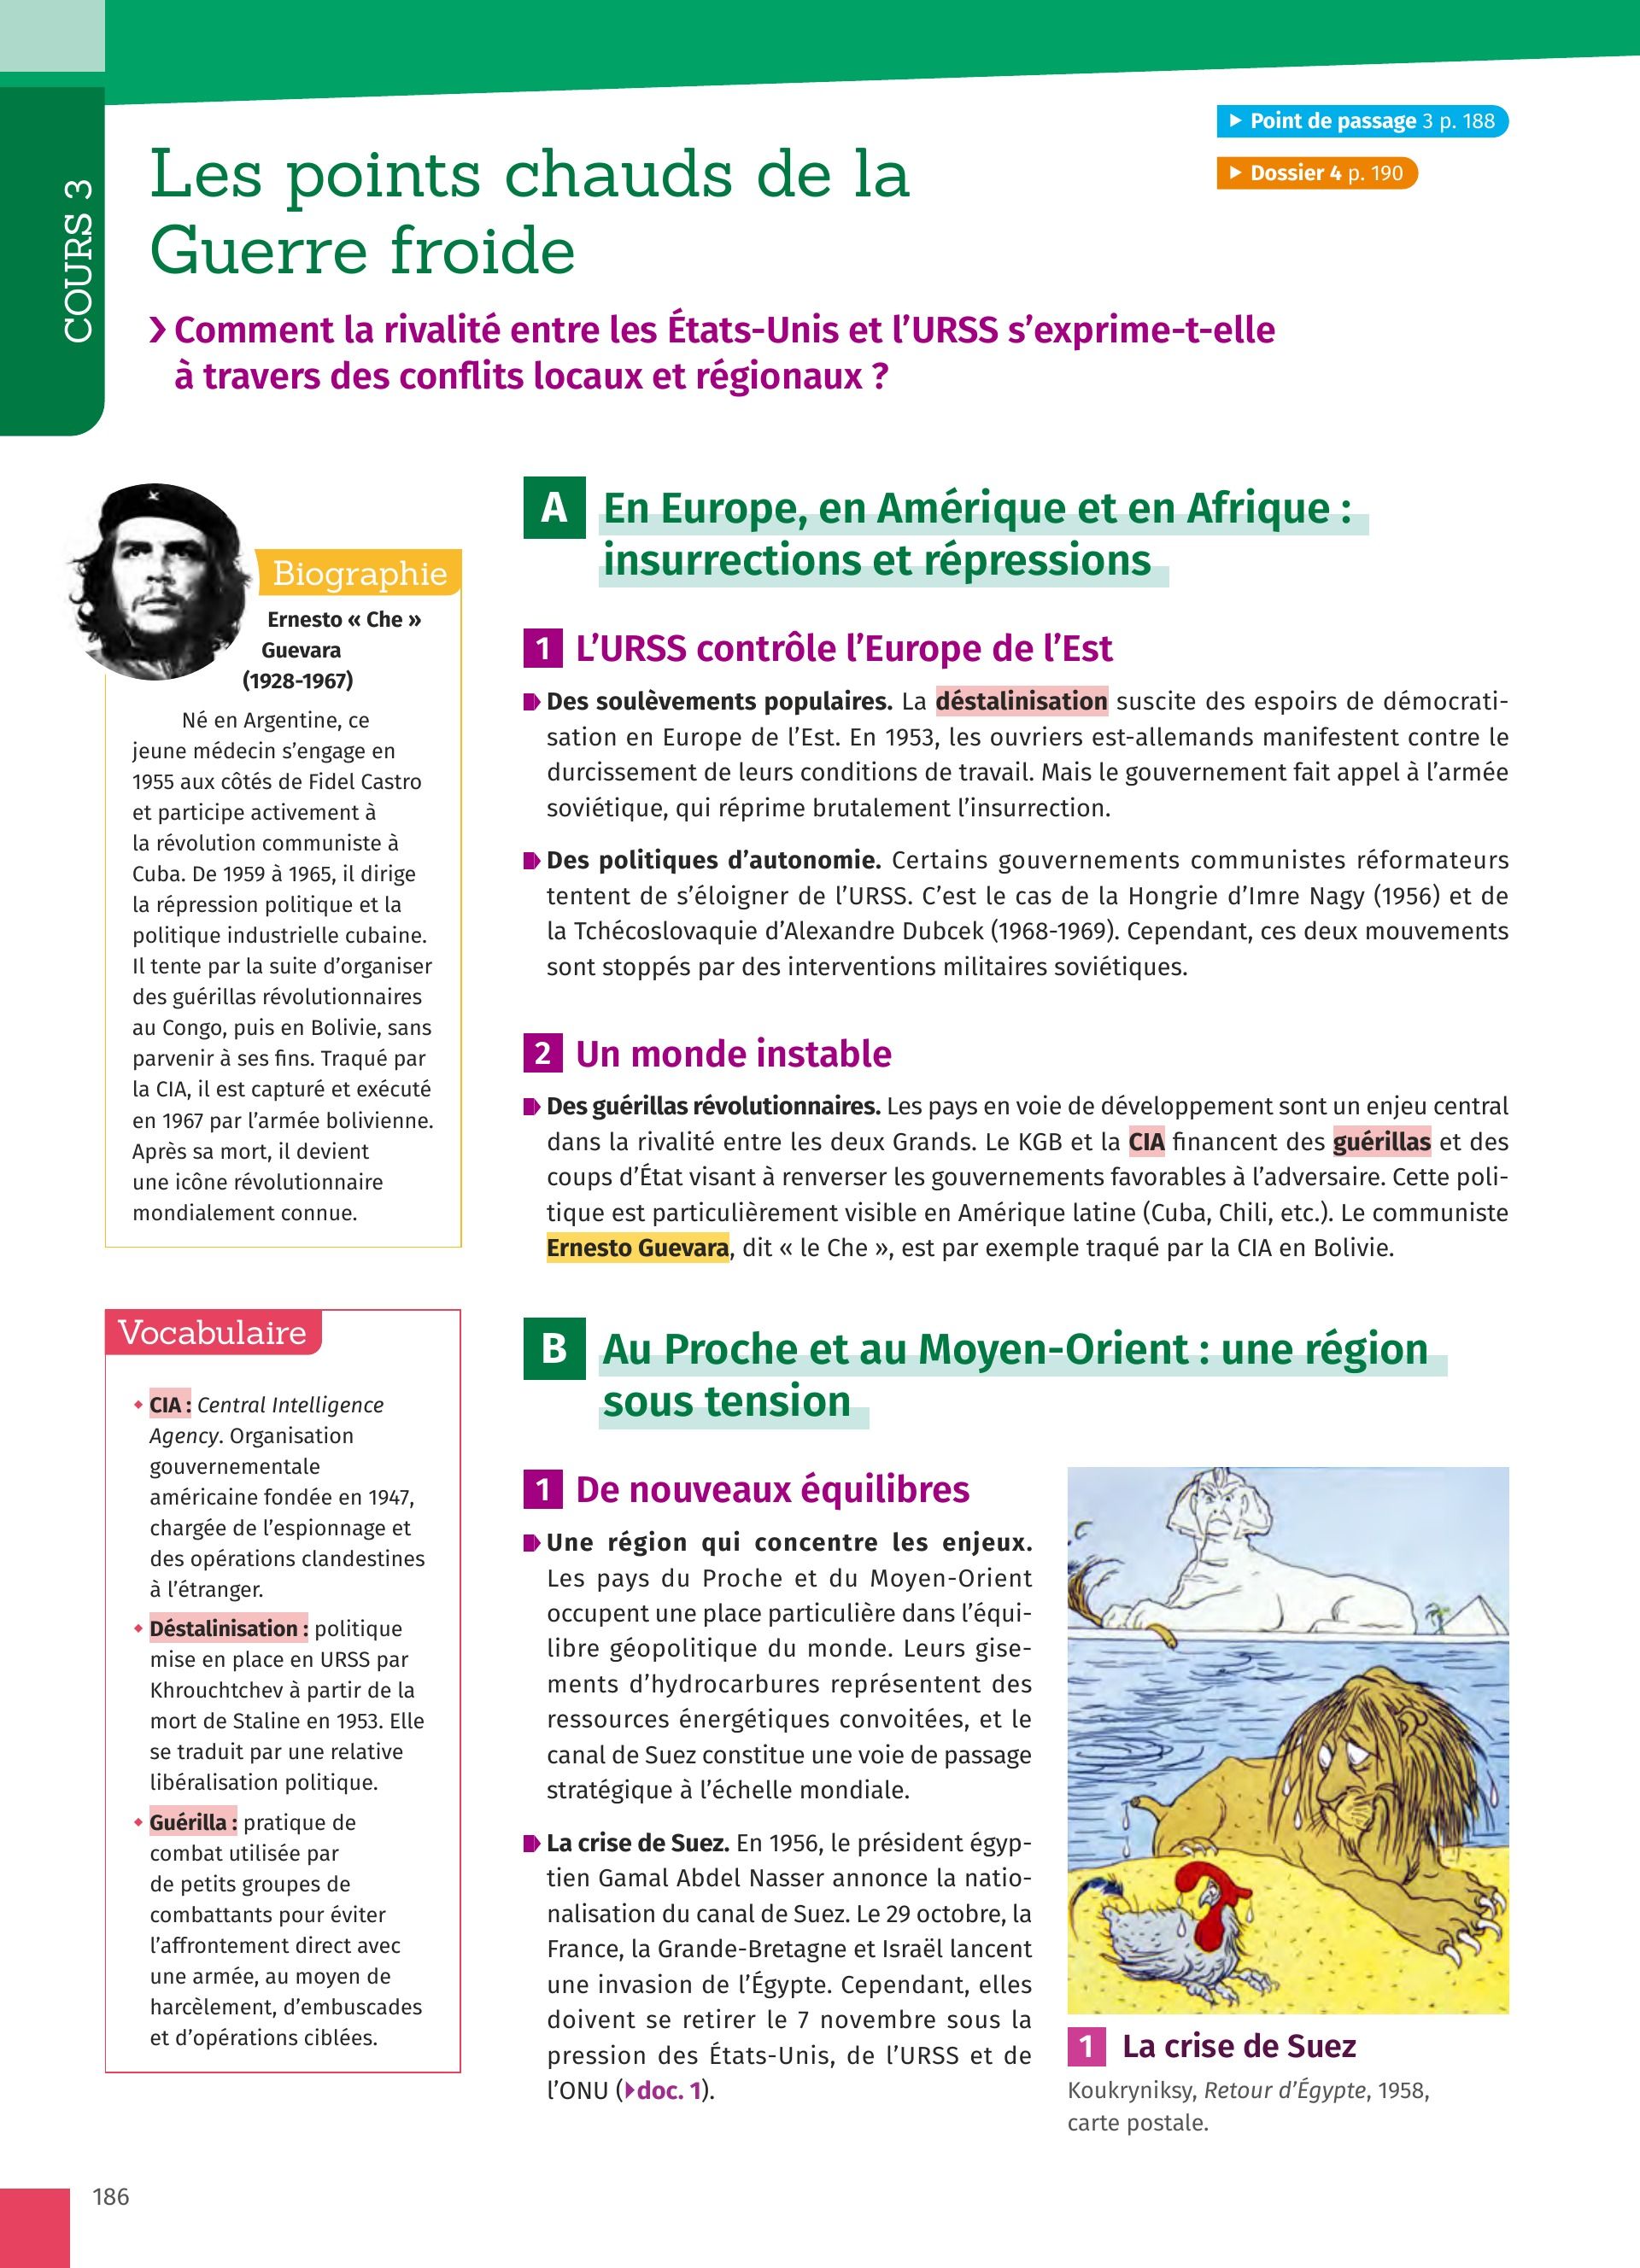 COURS 3
Point de passage 3 p. 188
Dossier 4 p. 190
Les points chauds de la
Guerre froide
Comment la rivalité entre les États-Unis et l’URSS s’exprime-t-elle
à travers des conflits locaux et régionaux ?
Biographie
Ernesto « Che »
Guevara
(1928-1967)
Né en Argentine, ce
jeune médecin s’engage en
1955 aux côtés de Fidel Castro
et participe activement à
la révolution communiste à
Cuba. De 1959 à 1965, il dirige
la répression politique et la
politique industrielle cubaine.
Il tente par la suite d’organiser
des guérillas révolutionnaires
au Congo, puis en Bolivie, sans
parvenir à ses fins. Traqué par
la CIA, il est capturé et exécuté
en 1967 par l’armée bolivienne.
Après sa mort, il devient
une icône révolutionnaire
mondialement connue.
Vocabulaire
CIA : Central Intelligence
Agency. Organisation
gouvernementale
américaine fondée en 1947,
chargée de l’espionnage et
des opérations clandestines
à l’étranger.
Déstalinisation : politique
mise en place en URSS par
Khrouchtchev à partir de la
mort de Staline en 1953. Elle
se traduit par une relative
libéralisation politique.
Guérilla : pratique de
combat utilisée par
de petits groupes de
combattants pour éviter
l’affrontement direct avec
une armée, au moyen de
harcèlement, d’embuscades
et d’opérations ciblées.
A En Europe, en Amérique et en Afrique :
insurrections et répressions
1 L’URSS contrôle l’Europe de l’Est
Des soulèvements populaires. La déstalinisation suscite des espoirs de démocrati-
sation en Europe de l’Est. En 1953, les ouvriers est-allemands manifestent contre le
durcissement de leurs conditions de travail. Mais le gouvernement fait appel à l’armée
soviétique, qui réprime brutalement l’insurrection.
Des politiques d’autonomie. Certains gouvernements communistes réformateurs
tentent de s’éloigner de l’URSS. C’est le cas de la Hongrie d’Imre Nagy (1956) et de
la Tchécoslovaquie d’Alexandre Dubcek (1968-1969). Cependant, ces deux mouvements
sont stoppés par des interventions militaires soviétiques.
2 Un monde instable
Des guérillas révolutionnaires. Les pays en voie de développement sont un enjeu central
dans la rivalité entre les deux Grands. Le KGB et la CIA financent des guérillas et des
coups d’État visant à renverser les gouvernements favorables à l’adversaire. Cette poli-
tique est particulièrement visible en Amérique latine (Cuba, Chili, etc.). Le communiste
Ernesto Guevara, dit « le Che », est par exemple traqué par la CIA en Bolivie.
B Au Proche et au Moyen-Orient : une région
sous tension
1 De nouveaux équilibres
Une région qui concentre les enjeux.
Les pays du Proche et du Moyen-Orient
occupent une place particulière dans l’équi-
libre géopolitique du monde. Leurs gise-
ments d’hydrocarbures représentent des
ressources énergétiques convoitées, et le
canal de Suez constitue une voie de passage
stratégique à l’échelle mondiale.
La crise de Suez. En 1956, le président égyp-
tien Gamal Abdel Nasser annonce la natio-
nalisation du canal de Suez. Le 29 octobre, la
France, la Grande-Bretagne et Israël lancent
une invasion de l’Égypte. Cependant, elles
doivent se retirer le 7 novembre sous la
pression des États-Unis, de l’URSS et de
l’ONU (doc. 1).
1 La crise de Suez
Koukryniksy, Retour d’Égypte, 1958,
carte postale.
186